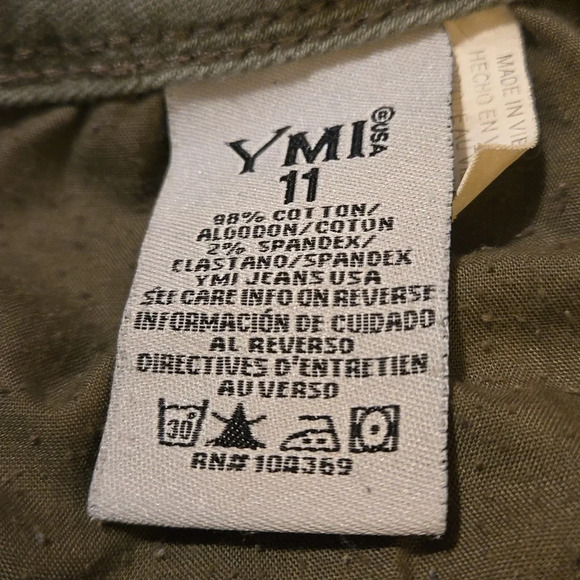 YMI ® USA
11
98% COTTON/
ALGODON/COTON
2% SPANDEX/
ELASTANO/SPANDEX
YMI JEANS USA
SEE CARE INFO ON REVERSE
INFORMACIÓN DE CUIDADO
AL REVERSO
DIRECTIVES D'ENTRETIEN
AU VERSO
30°
RN# 104369
MADE IN VIE
HECHO EN